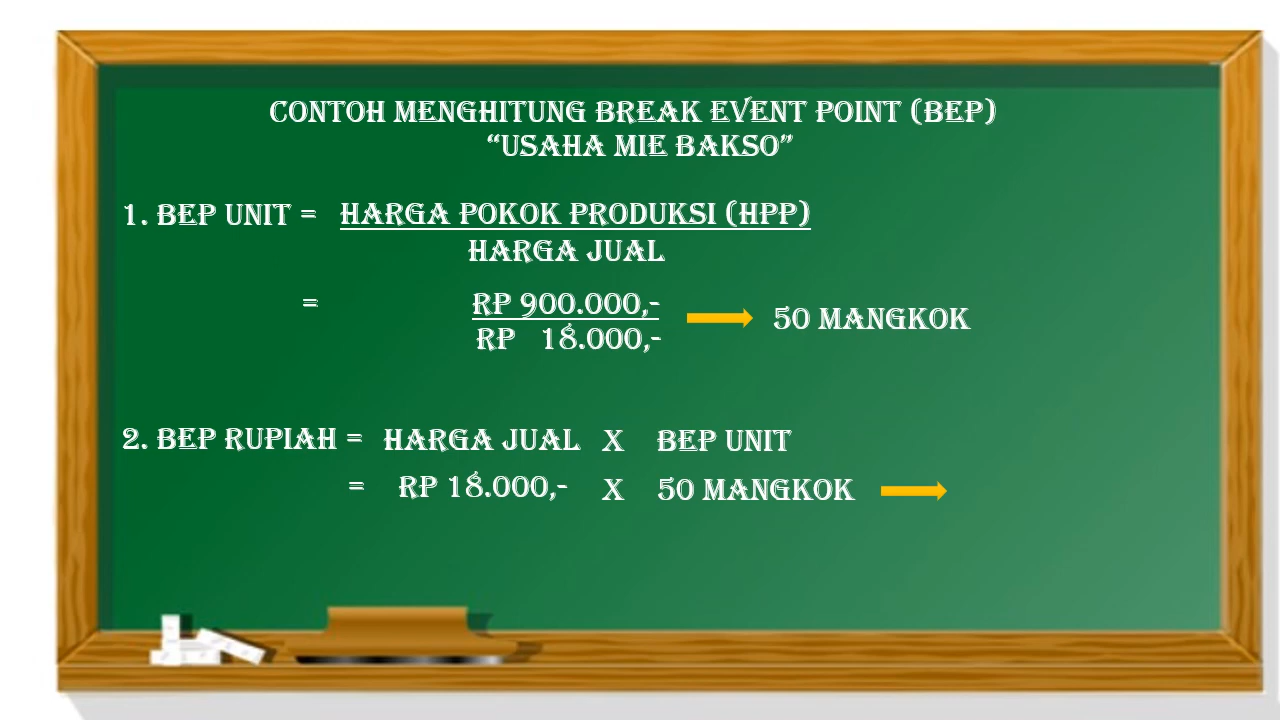 CONTOH MENGHITUNG BREAK EVENT POINT (BEP)
“USAHA MIE BAKSO”
1. BEP UNIT = HARGA POKOK PRODUKSI (HPP)
HARGA JUAL
= RP 900.000,-
RP 18.000,-
50 MANGKOK
2. BEP RUPIAH = HARGA JUAL X BEP UNIT
= RP 18.000,- X 50 MANGKOK